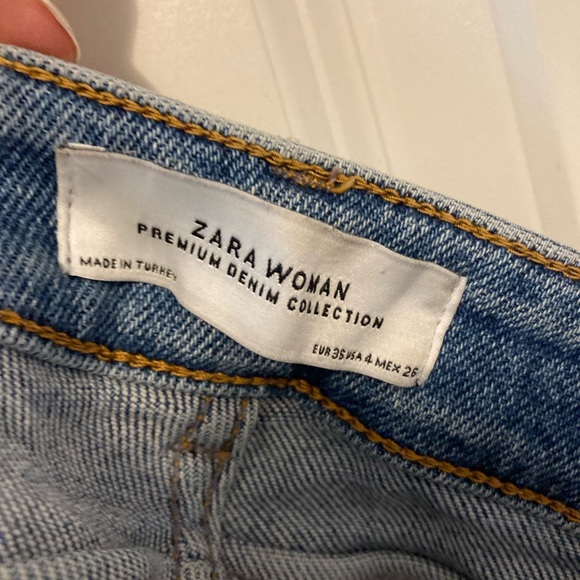 ZARA WOMAN
PREMIUM DENIM COLLECTION
MADE IN TURKEY
EUR 36 USA 4 MEX 26